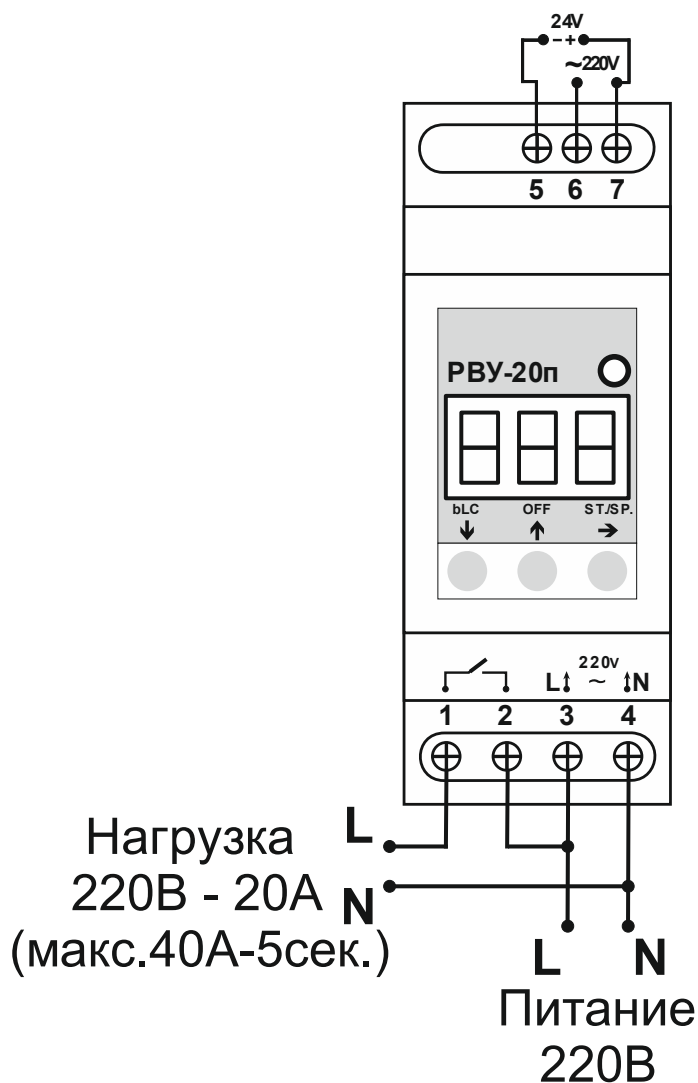 24V
- +
~220V
5 6 7
РВУ-20п
888
bLC OFF ST./SP.
↓ ↑ →
220V
L ~ N
1 2 3 4
Нагрузка
220В - 20А
(макс.40А-5сек.)
L
N
L N
Питание
220В